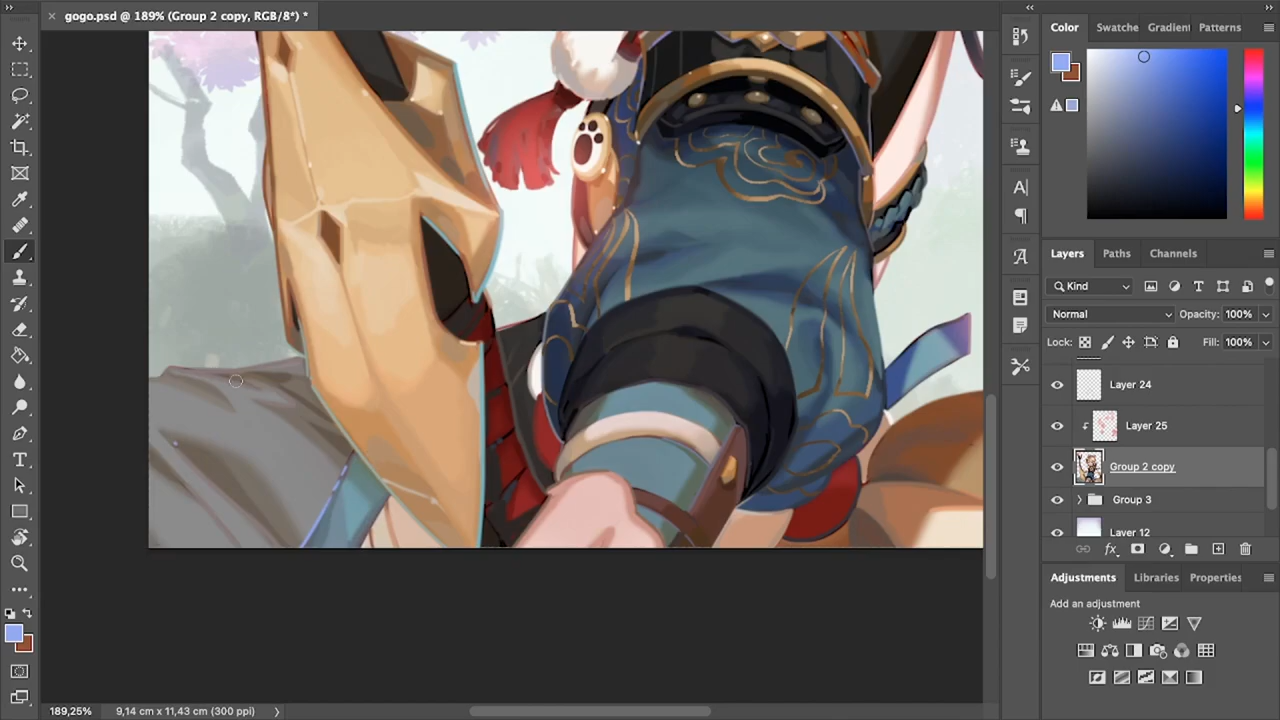 gogo.psd @ 189% (Group 2 copy, RGB/8*) *
Color
Swatche
Gradien
Patterns
Layers
Paths
Channels
Kind
Normal
Opacity: 100%
Lock:
Fill: 100%
Layer 24
Layer 25
Group 2 copy
Group 3
Layer 12
Adjustments
Libraries
Properties
Add an adjustment
189,25%
9,14 cm x 11,43 cm (300 ppi)